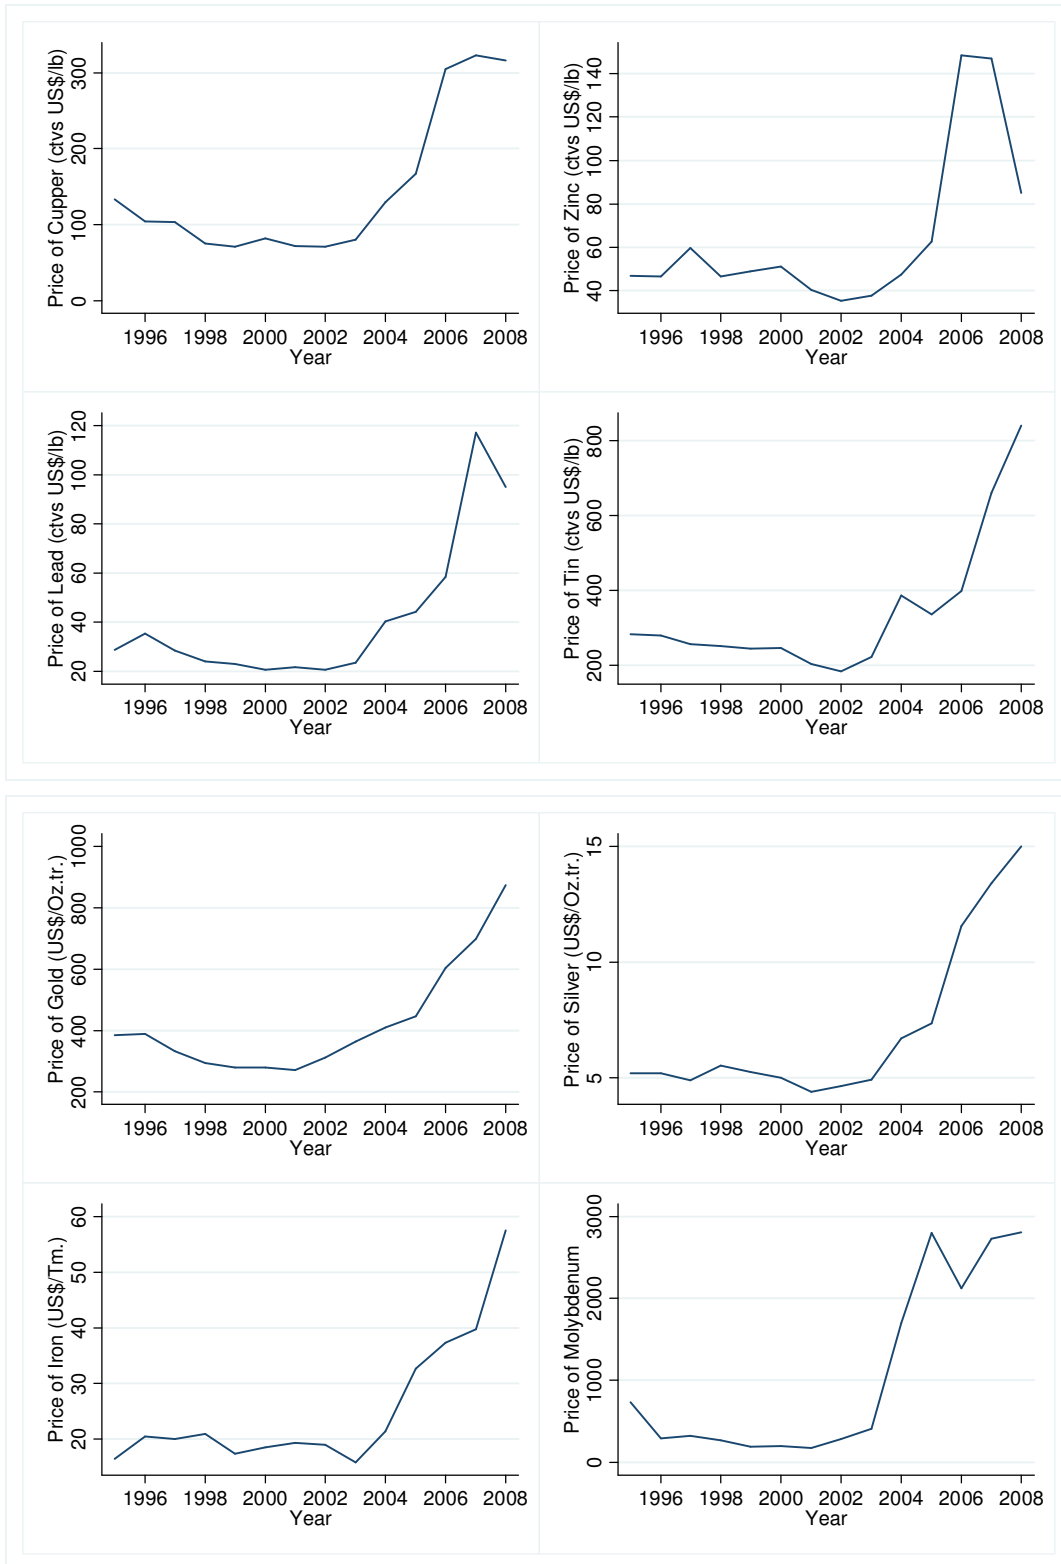 Price of Cupper (ctvs US$/lb)
300
200
100
0
1996 1998 2000 2002 2004 2006 2008
Year
Price of Zinc (ctvs US$/lb)
140
120
100
80
60
40
1996 1998 2000 2002 2004 2006 2008
Year
Price of Lead (ctvs US$/lb)
120
100
80
60
40
20
1996 1998 2000 2002 2004 2006 2008
Year
Price of Tin (ctvs US$/lb)
800
600
400
200
1996 1998 2000 2002 2004 2006 2008
Year
Price of Gold (US$/Oz.tr.)
1000
800
600
400
200
1996 1998 2000 2002 2004 2006 2008
Year
Price of Silver (US$/Oz.tr.)
15
10
5
1996 1998 2000 2002 2004 2006 2008
Year
Price of Iron (US$/Tm.)
60
50
40
30
20
1996 1998 2000 2002 2004 2006 2008
Year
Price of Molybdenum
3000
2000
1000
0
1996 1998 2000 2002 2004 2006 2008
Year